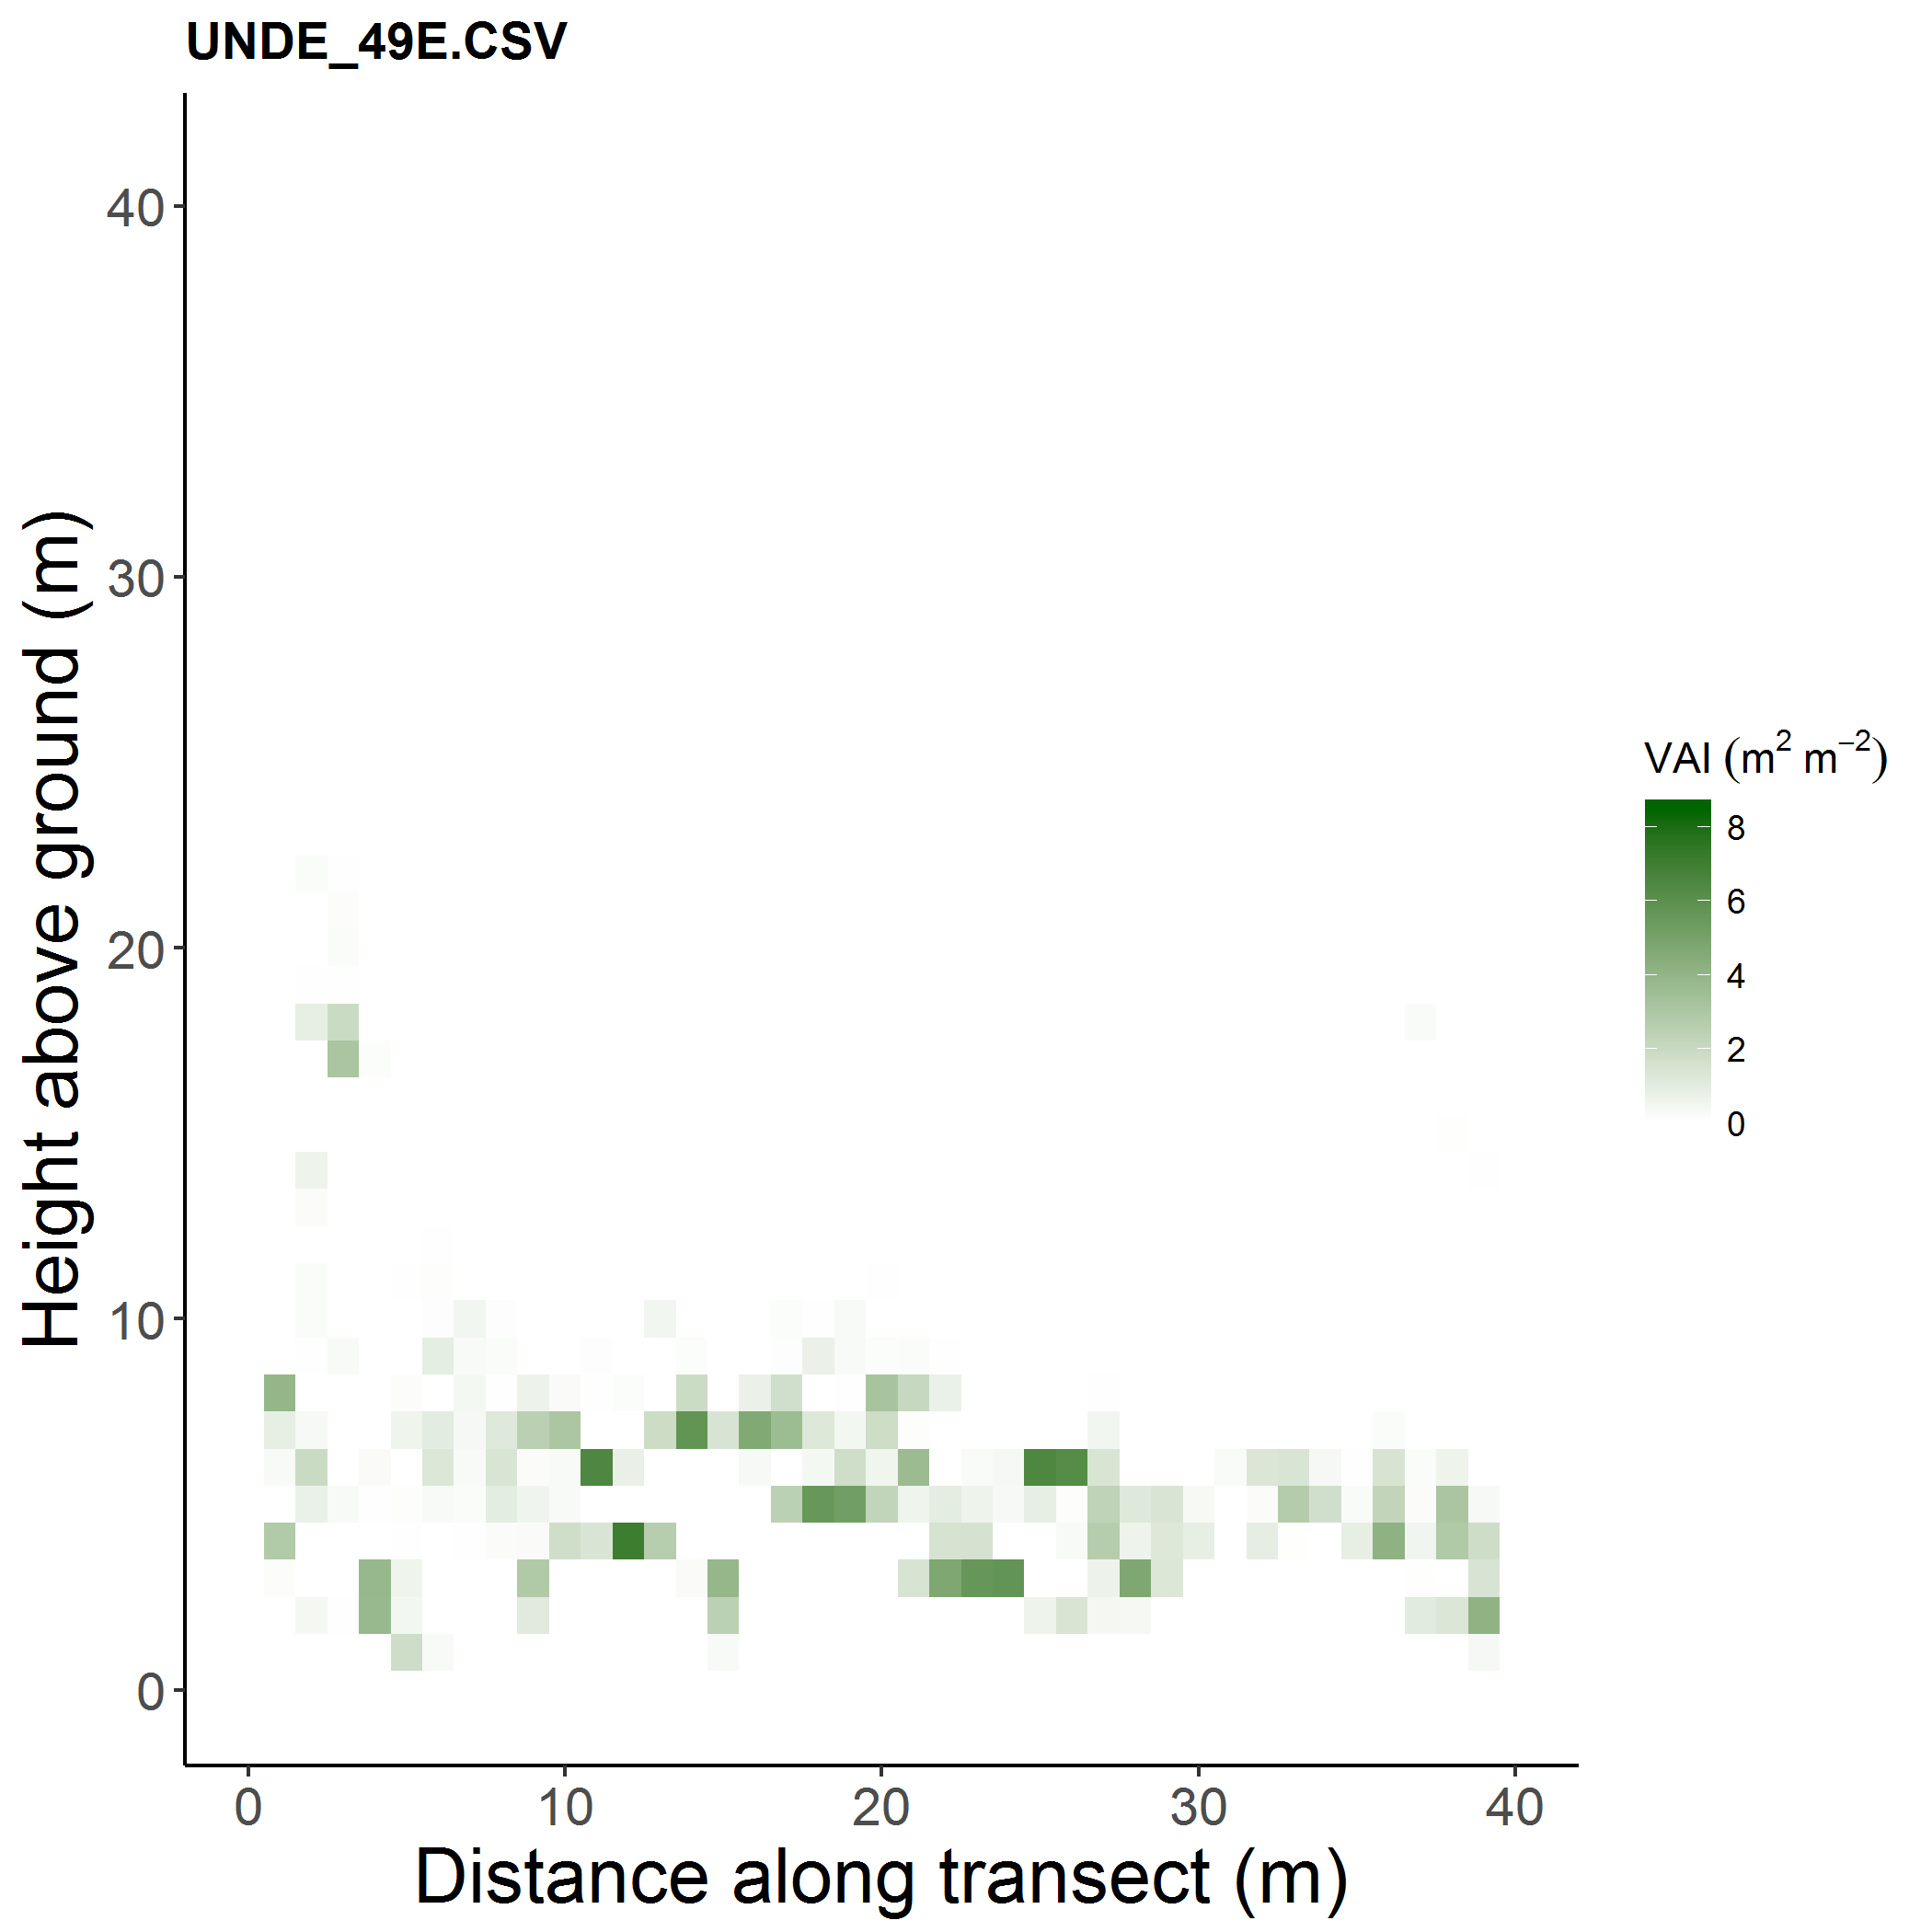 UNDE_49E.CSV
40
30
20
10
0
Height above ground (m)
0 10 20 30 40
Distance along transect (m)
VAI (m² m⁻²)
8
6
4
2
0